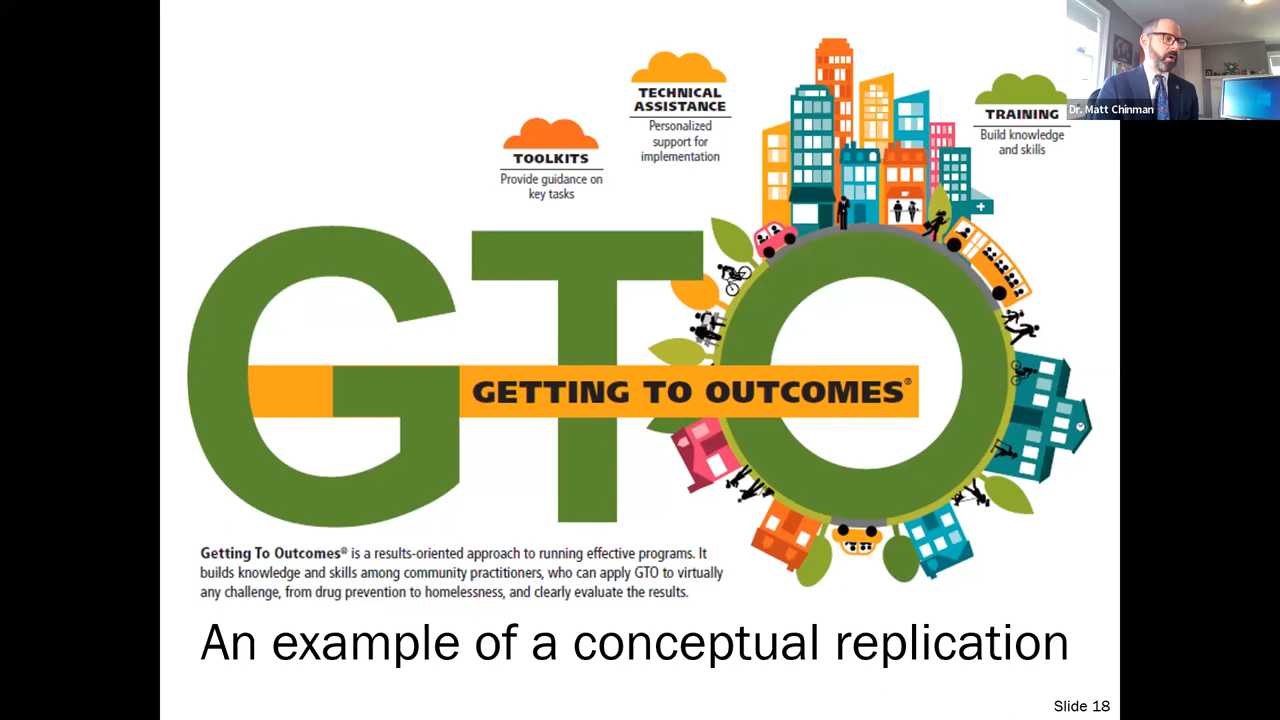 Dr. Matt Chinman
TECHNICAL
ASSISTANCE
Personalized
support for
implementation
TRAINING
Build knowledge
and skills
TOOLKITS
Provide guidance on
key tasks
GTO
GETTING TO OUTCOMES®
Getting To Outcomes® is a results-oriented approach to running effective programs. It
builds knowledge and skills among community practitioners, who can apply GTO to virtually
any challenge, from drug prevention to homelessness, and clearly evaluate the results.
An example of a conceptual replication
Slide 18